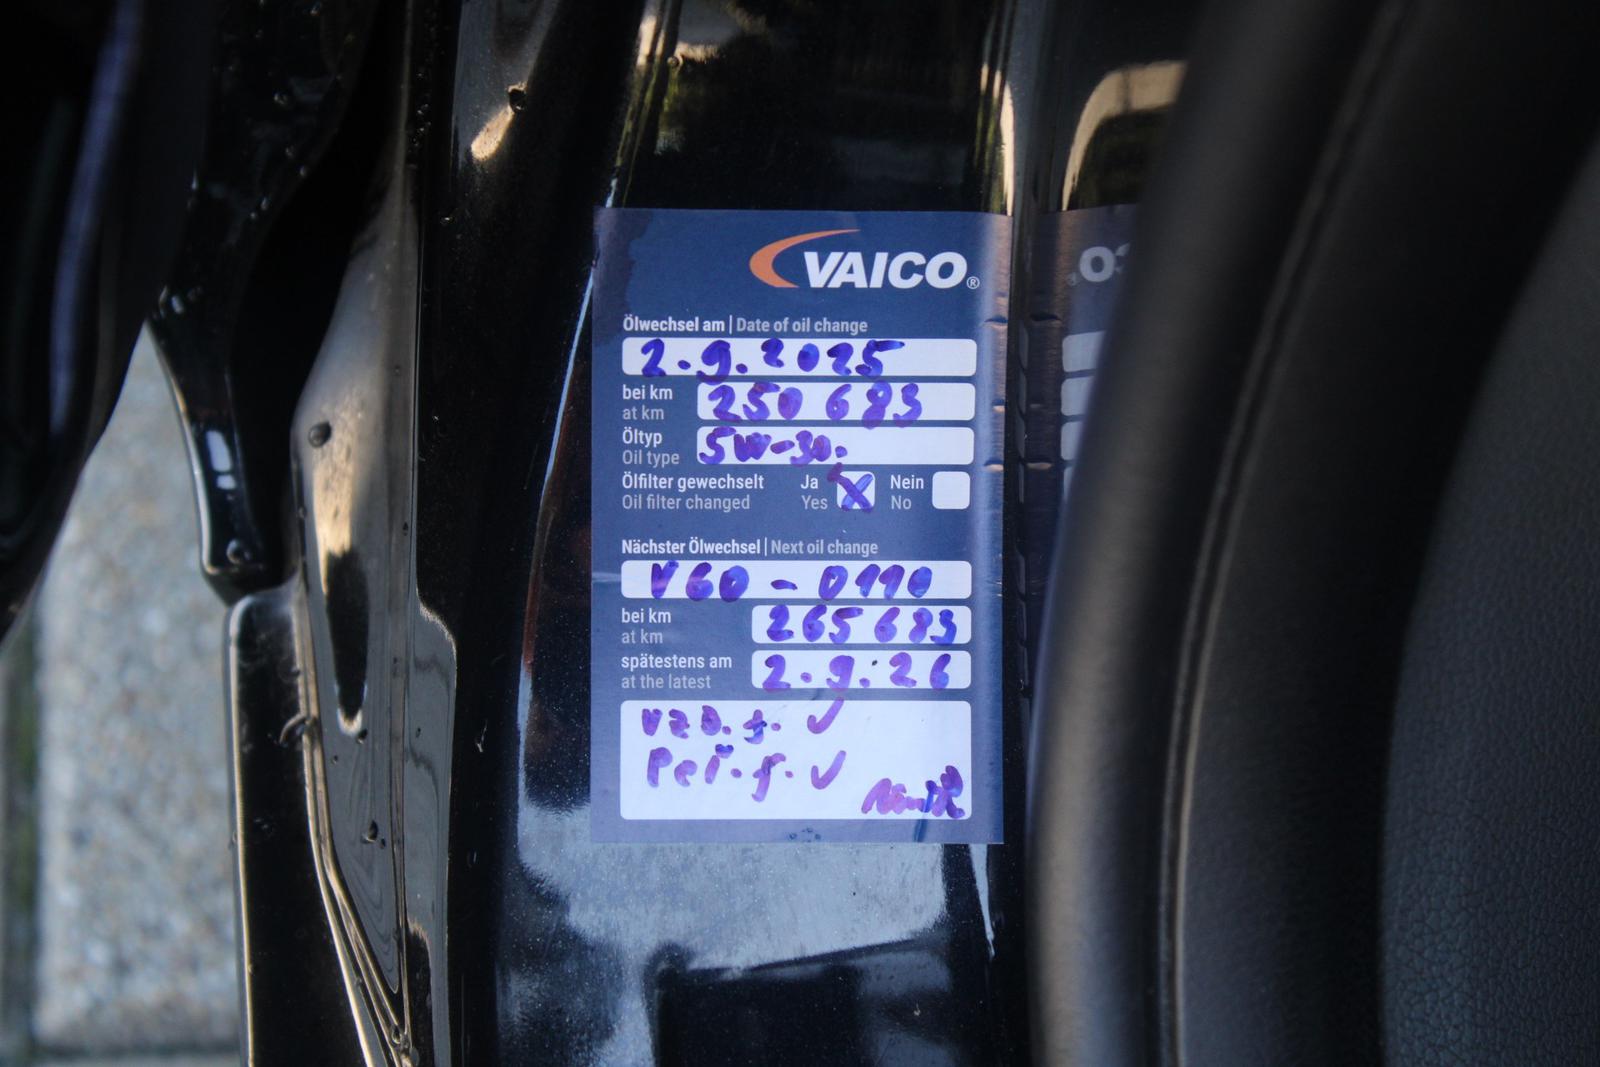 VAICO®
Ölwechsel am | Date of oil change
2.9.2025
bei km 250 683
at km
Öltyp 5W-30.
Oil type
Ölfilter gewechselt Ja X Nein
Oil filter changed Yes No
Nächster Ölwechsel | Next oil change
V60-0110
bei km 265 683
at km
spätestens am 2.9.26
at the latest